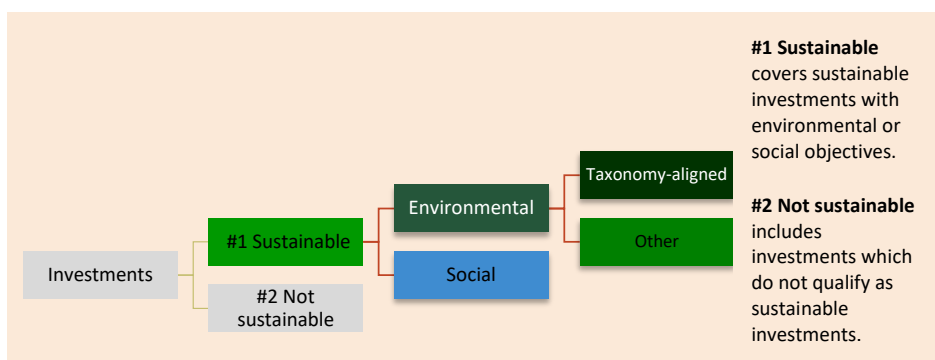 Investments
#1 Sustainable
#2 Not
sustainable
Environmental
Social
Taxonomy-aligned
Other
#1 Sustainable
covers sustainable
investments with
environmental or
social objectives.
#2 Not sustainable
includes
investments which
do not qualify as
sustainable
investments.